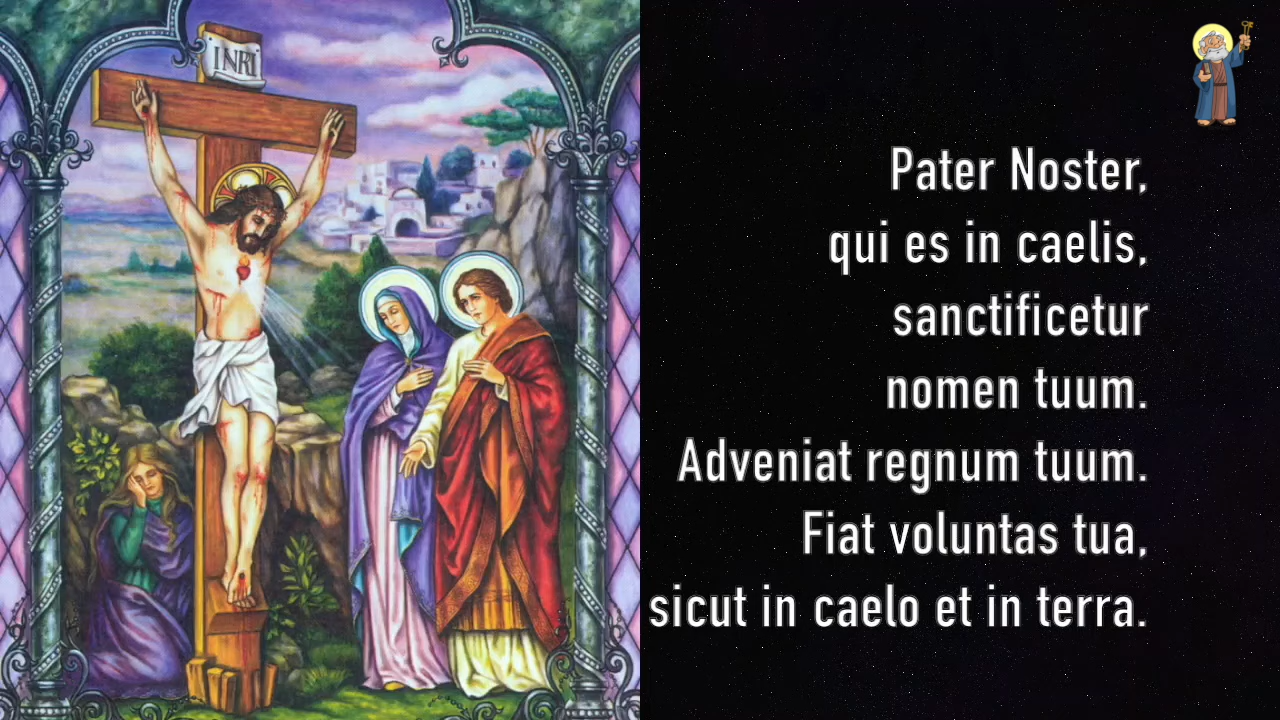 INRI
Pater Noster,
qui es in caelis,
sanctificetur
nomen tuum.
Adveniat regnum tuum.
Fiat voluntas tua,
sicut in caelo et in terra.